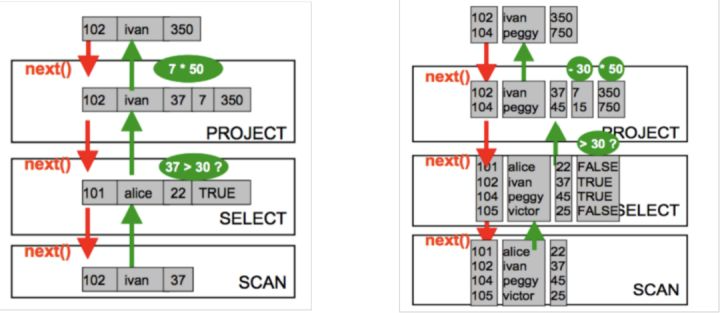 102 ivan 350
next()
7 * 50
102 ivan 37 7 350
PROJECT
next()
37 > 30 ?
101 alice 22 TRUE
SELECT
next()
102 ivan 37
SCAN
102 ivan 350
104 peggy 750
next()
- 30 * 50
102 ivan 37 7 350
104 peggy 45 15 750
PROJECT
> 30 ?
next()
101 alice 22 FALSE
102 ivan 37 TRUE
104 peggy 45 TRUE
105 victor 25 FALSE
SELECT
next()
101 alice 22
102 ivan 37
104 peggy 45
105 victor 25
SCAN